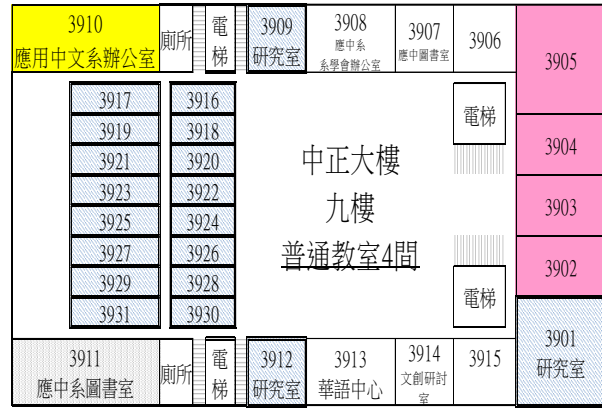 3910
應用中文系辦公室
廁所
電
梯
3909
研究室
3908
應中系
系學會辦公室
3907
應中圖書室
3906
3905
3917
3916
電梯
3919
3918
3921
3920
3904
3923
3922
中正大樓
九樓
普通教室4間
3925
3924
3903
3927
3926
3929
3928
3902
3931
3930
電梯
3911
應中系圖書室
廁所
電
梯
3912
研究室
3913
華語中心
3914
文創研討
室
3915
3901
研究室